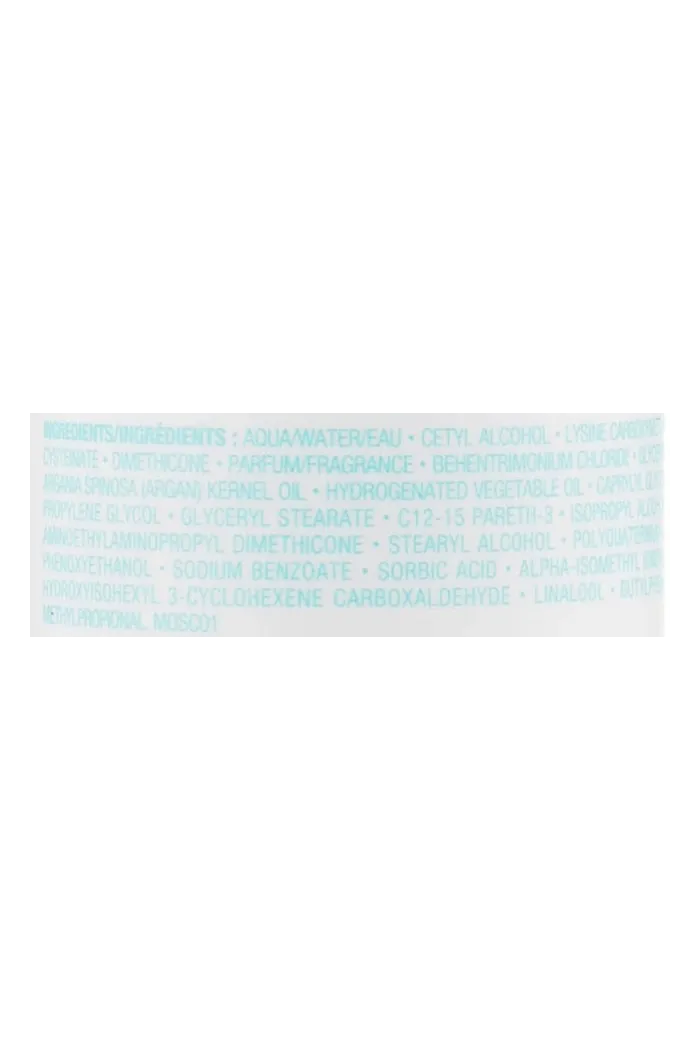 INGREDIENTS/INGRÉDIENTS : AQUA/WATER/EAU • CETYL ALCOHOL • LYSINE
CYSTEINATE • DIMETHICONE • PARFUM/FRAGRANCE • BEHENTRIMONIUM CHLORIDE •
ARGANIA SPINOSA (ARGAN) KERNEL OIL • HYDROGENATED VEGETABLE OIL •
PROPYLENE GLYCOL • GLYCERYL STEARATE • C12-15 PARETH-3 • ISOPROPYL
AMINOETHYLAMINOPROPYL DIMETHICONE • STEARYL ALCOHOL •
PHENOXYETHANOL • SODIUM BENZOATE • SORBIC ACID • ALPHA-ISOMETHYL
HYDROXYISOHEXYL 3-CYCLOHEXENE CARBOXALDEHYDE • LINALOOL •
METHYLPROPIONAL. MOSC01